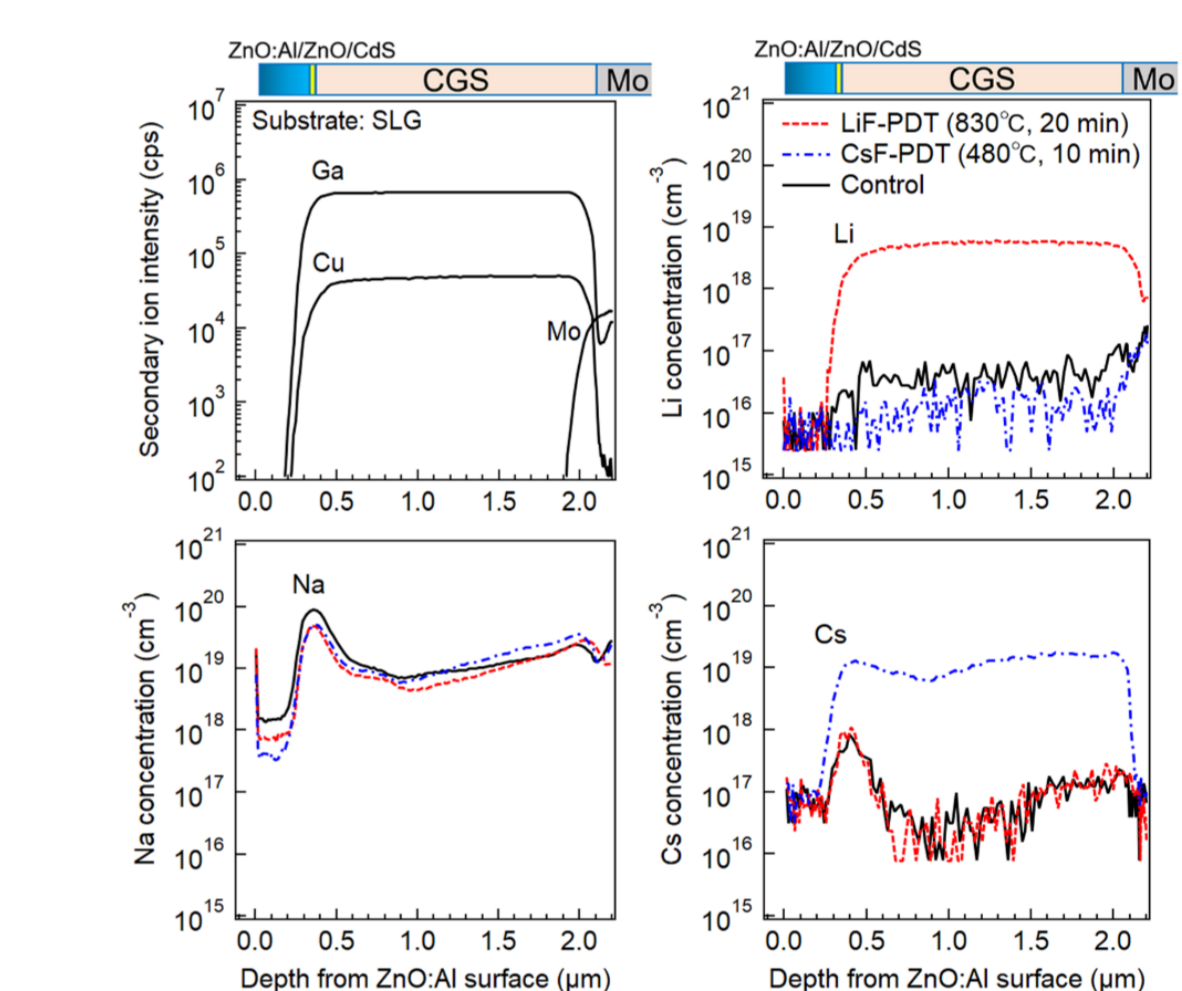 ZnO:Al/ZnO/CdS
CGS
Mo
Substrate: SLG
Ga
Cu
Mo
10^7
10^6
10^5
10^4
10^3
10^2
Secondary ion intensity (cps)
0.0 0.5 1.0 1.5 2.0
ZnO:Al/ZnO/CdS
CGS
Mo
LiF-PDT (830℃, 20 min)
CsF-PDT (480℃, 10 min)
Control
Li
10^21
10^20
10^19
10^18
10^17
10^16
10^15
Li concentration (cm^-3)
0.0 0.5 1.0 1.5 2.0
Na
10^21
10^20
10^19
10^18
10^17
10^16
10^15
Na concentration (cm^-3)
0.0 0.5 1.0 1.5 2.0
Depth from ZnO:Al surface (μm)
Cs
10^21
10^20
10^19
10^18
10^17
10^16
10^15
Cs concentration (cm^-3)
0.0 0.5 1.0 1.5 2.0
Depth from ZnO:Al surface (μm)